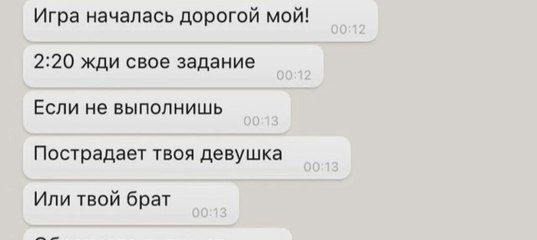 Игра началась дорогой мой!
00:12
2:20 жди свое задание
00:12
Если не выполнишь
00:13
Пострадает твоя девушка
00:13
Или твой брат
00:13